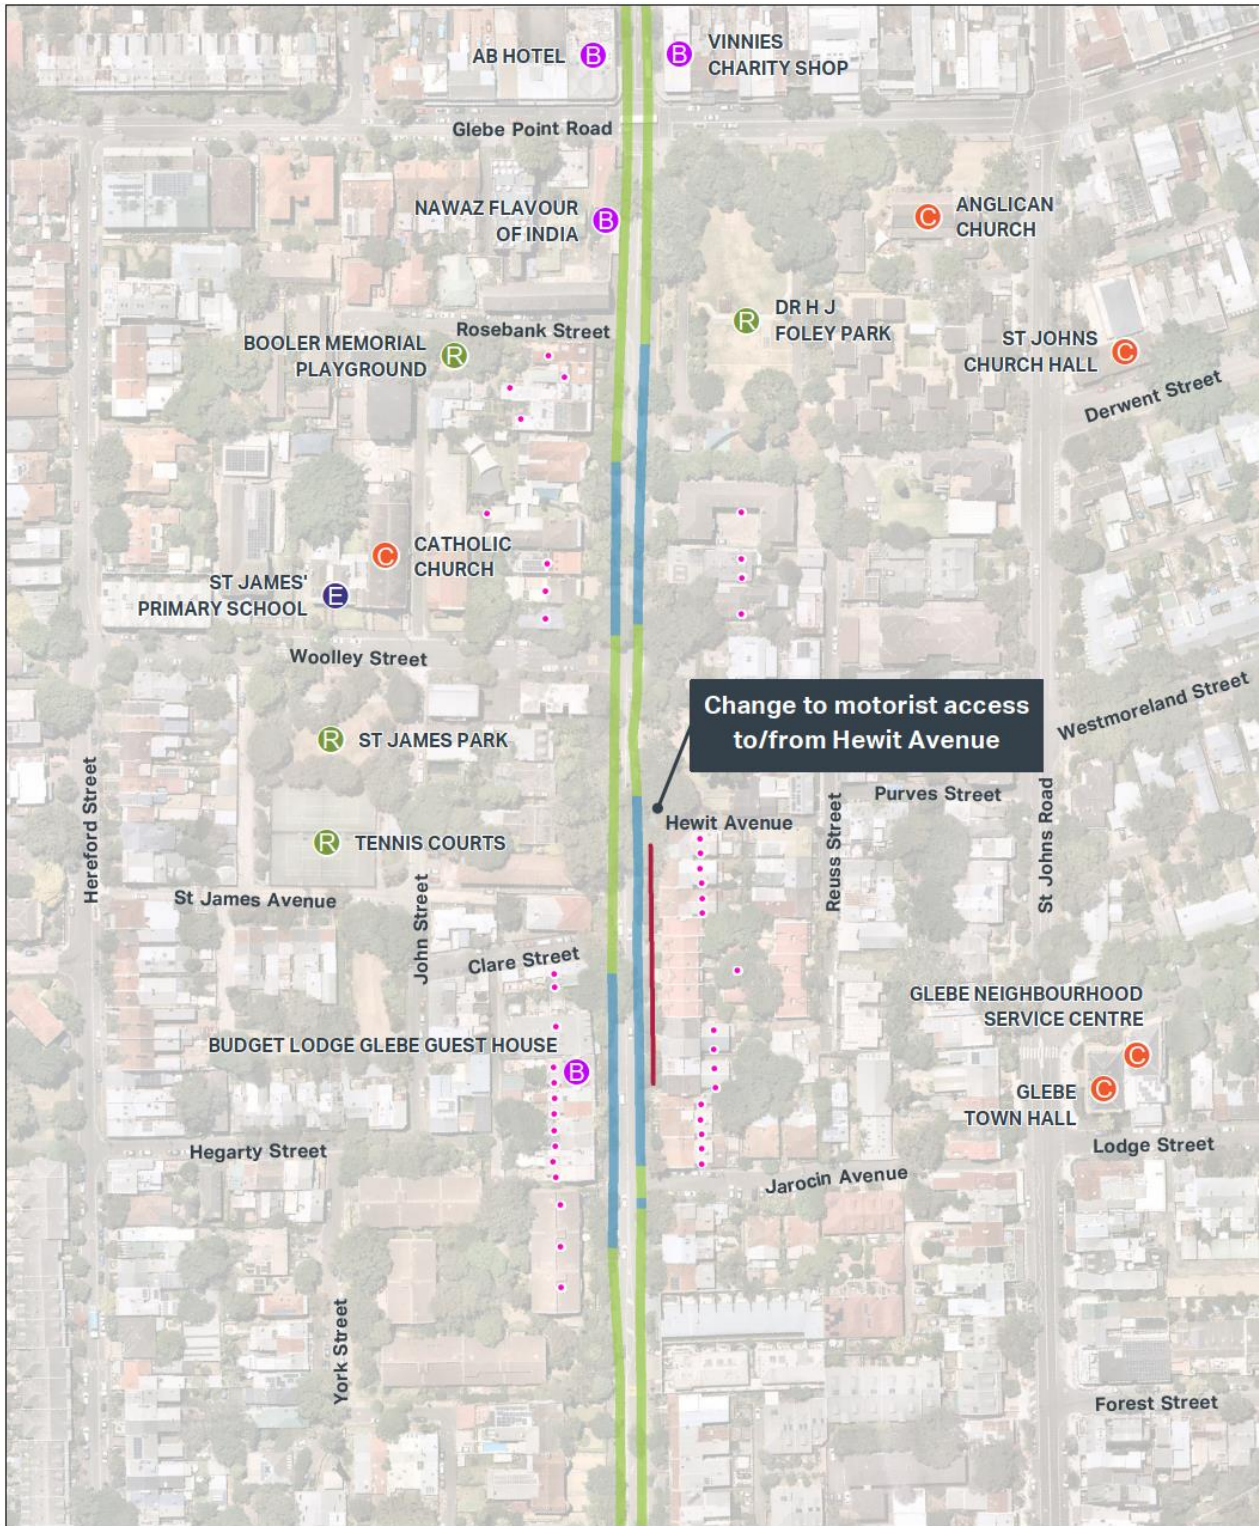 AB HOTEL
B
B
VINNIES
CHARITY SHOP
Glebe Point Road
NAWAZ FLAVOUR
OF INDIA
B
C
ANGLICAN
CHURCH
R
DR H J
FOLEY PARK
Rosebank Street
BOOLER MEMORIAL
PLAYGROUND
R
ST JOHNS
CHURCH HALL
C
Derwent Street
C
CATHOLIC
CHURCH
ST JAMES'
PRIMARY SCHOOL
E
Woolley Street
Change to motorist access
to/from Hewit Avenue
Westmoreland Street
R
ST JAMES PARK
Hereford Street
Purves Street
Hewit Avenue
Reuss Street
St Johns Road
R
TENNIS COURTS
St James Avenue
John Street
Clare Street
GLEBE NEIGHBOURHOOD
SERVICE CENTRE
C
BUDGET LODGE GLEBE GUEST HOUSE
B
GLEBE
TOWN HALL
C
Hegarty Street
Lodge Street
Jarocin Avenue
York Street
Forest Street